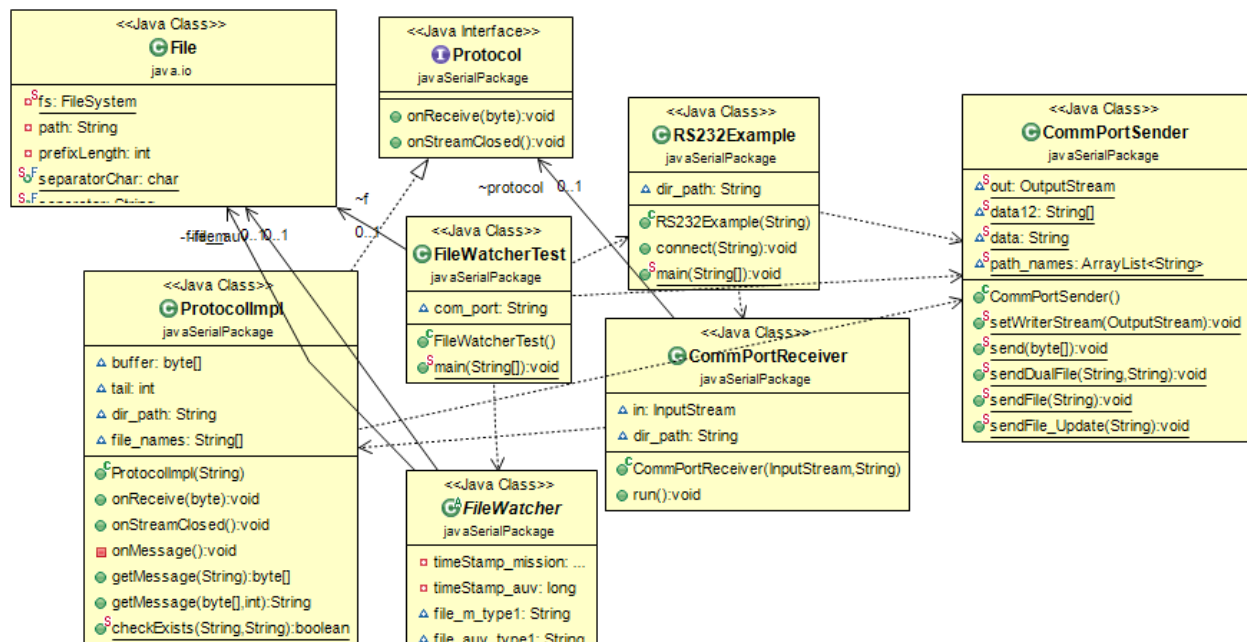 <<Java Class>>
File
java.io
fs: FileSystem
path: String
prefixLength: int
separatorChar: char
<<Java Interface>>
Protocol
javaSerialPackage
onReceive(byte):void
onStreamClosed():void
<<Java Class>>
RS232Example
javaSerialPackage
dir_path: String
RS232Example(String)
connect(String):void
main(String[]):void
<<Java Class>>
CommPortSender
javaSerialPackage
out: OutputStream
data12: String[]
data: String
path_names: ArrayList<String>
CommPortSender()
setWriterStream(OutputStream):void
send(byte[]):void
sendDualFile(String,String):void
sendFile(String):void
sendFile_Update(String):void
~f
0..1
~protocol 0..1
0..1
<<Java Class>>
FileWatcherTest
javaSerialPackage
com_port: String
FileWatcherTest()
main(String[]):void
<<Java Class>>
ProtocolImpl
javaSerialPackage
buffer: byte[]
tail: int
dir_path: String
file_names: String[]
ProtocolImpl(String)
onReceive(byte):void
onStreamClosed():void
onMessage():void
getMessage(String):byte[]
getMessage(byte[],int):String
checkExists(String,String):boolean
<<Java Class>>
CommPortReceiver
javaSerialPackage
in: InputStream
dir_path: String
CommPortReceiver(InputStream,String)
run():void
<<Java Class>>
FileWatcher
javaSerialPackage
timeStamp_mission: ...
timeStamp_auv: long
file_m_type1: String
file_auv_type1: String